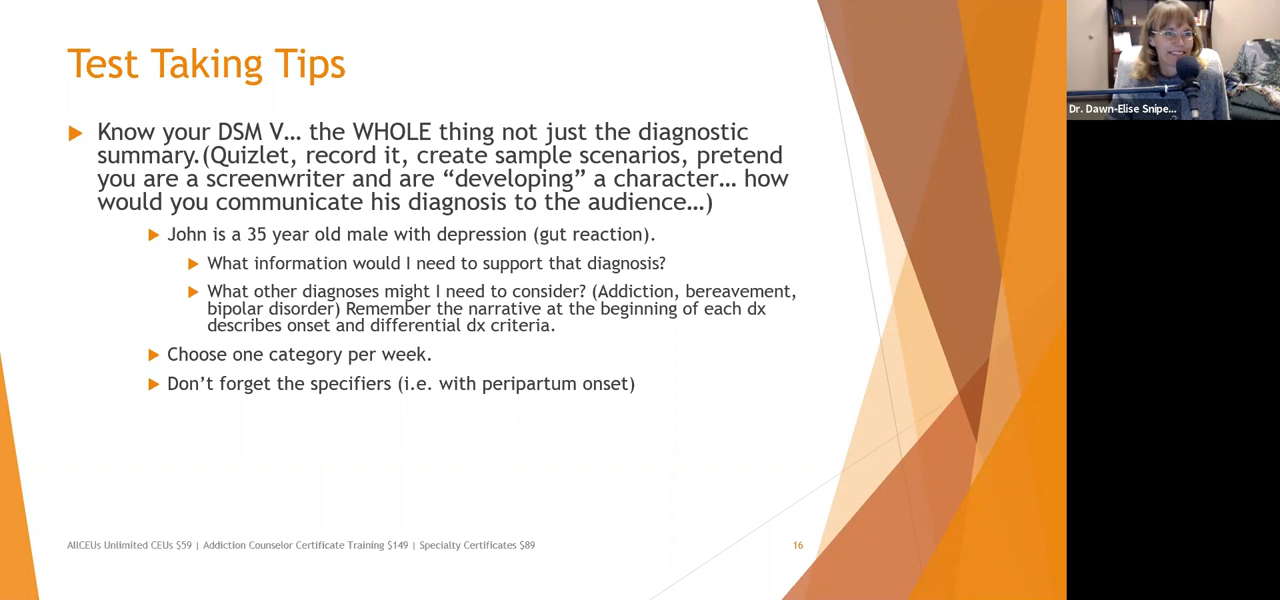 Test Taking Tips
Know your DSM V... the WHOLE thing not just the diagnostic
summary.(Quizlet, record it, create sample scenarios, pretend
you are a screenwriter and are “developing” a character... how
would you communicate his diagnosis to the audience...)
John is a 35 year old male with depression (gut reaction).
What information would I need to support that diagnosis?
What other diagnoses might I need to consider? (Addiction, bereavement,
bipolar disorder) Remember the narrative at the beginning of each dx
describes onset and differential dx criteria.
Choose one category per week.
Don’t forget the specifiers (i.e. with peripartum onset)
AllCEUs Unlimited CEUs $59 | Addiction Counselor Certificate Training $149 | Specialty Certificates $89
16
Dr. Dawn-Elise Snipe...